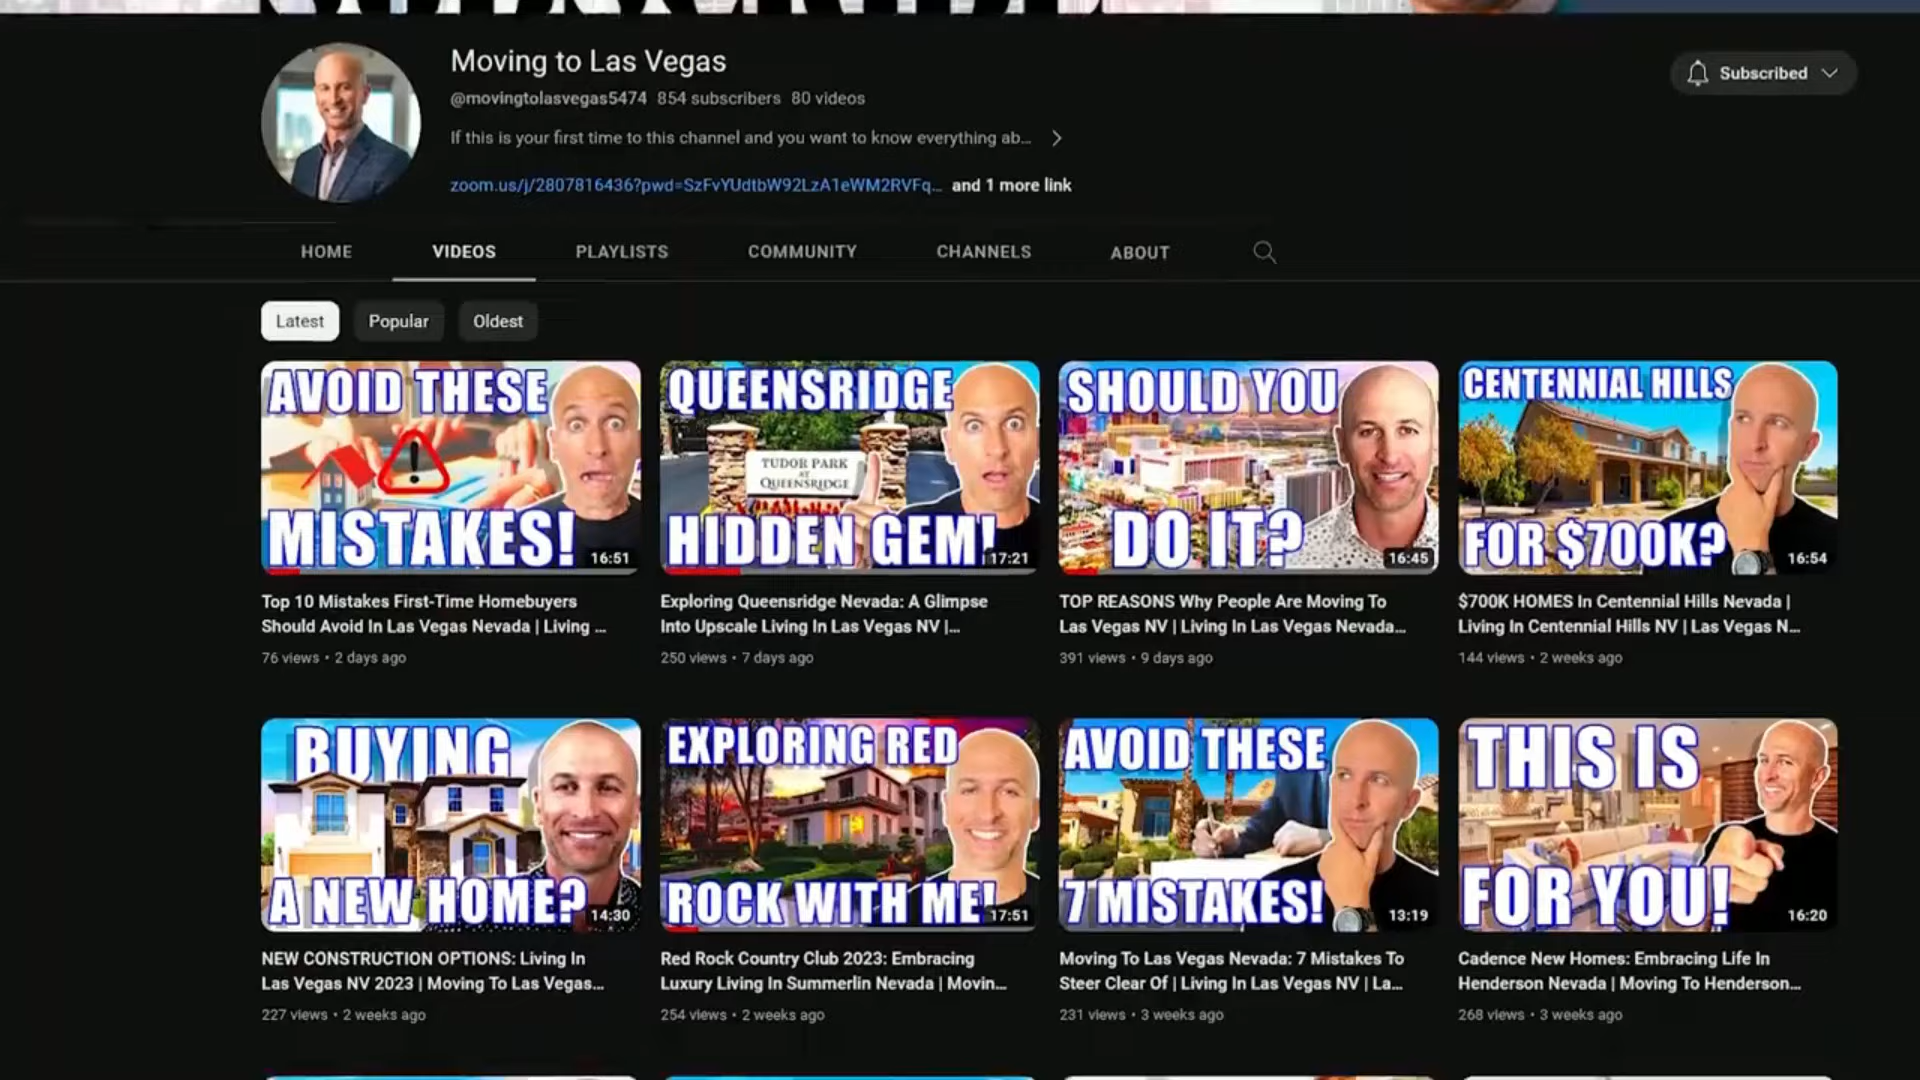 Moving to Las Vegas
@movingtolasvegas5474 854 subscribers 80 videos
Subscribed
If this is your first time to this channel and you want to know everything ab...
zoom.us/j/2807816436?pwd=SzFvYUdtbW92LzA1eWM2RVFq... and 1 more link
HOME VIDEOS PLAYLISTS COMMUNITY CHANNELS ABOUT
Latest Popular Oldest
AVOID THESE
MISTAKES!
16:51
Top 10 Mistakes First-Time Homebuyers
Should Avoid In Las Vegas Nevada | Living ...
76 views • 2 days ago
QUEENSRIDGE
TUDOR PARK
AT
QUEENSRIDGE
HIDDEN GEM!
17:21
Exploring Queensridge Nevada: A Glimpse
Into Upscale Living In Las Vegas NV |...
250 views • 7 days ago
SHOULD YOU
DO IT?
16:45
TOP REASONS Why People Are Moving To
Las Vegas NV | Living In Las Vegas Nevada...
391 views • 9 days ago
CENTENNIAL HILLS
FOR $700K?
16:54
$700K HOMES In Centennial Hills Nevada |
Living In Centennial Hills NV | Las Vegas N...
144 views • 2 weeks ago
BUYING
A NEW HOME?
14:30
NEW CONSTRUCTION OPTIONS: Living In
Las Vegas NV 2023 | Moving To Las Vegas...
227 views • 2 weeks ago
EXPLORING RED
ROCK WITH ME!
17:51
Red Rock Country Club 2023: Embracing
Luxury Living In Summerlin Nevada | Movin...
254 views • 2 weeks ago
AVOID THESE
7 MISTAKES!
13:19
Moving To Las Vegas Nevada: 7 Mistakes To
Steer Clear Of | Living In Las Vegas NV | La...
231 views • 3 weeks ago
THIS IS
FOR YOU!
16:20
Cadence New Homes: Embracing Life In
Henderson Nevada | Moving To Henderson...
268 views • 3 weeks ago